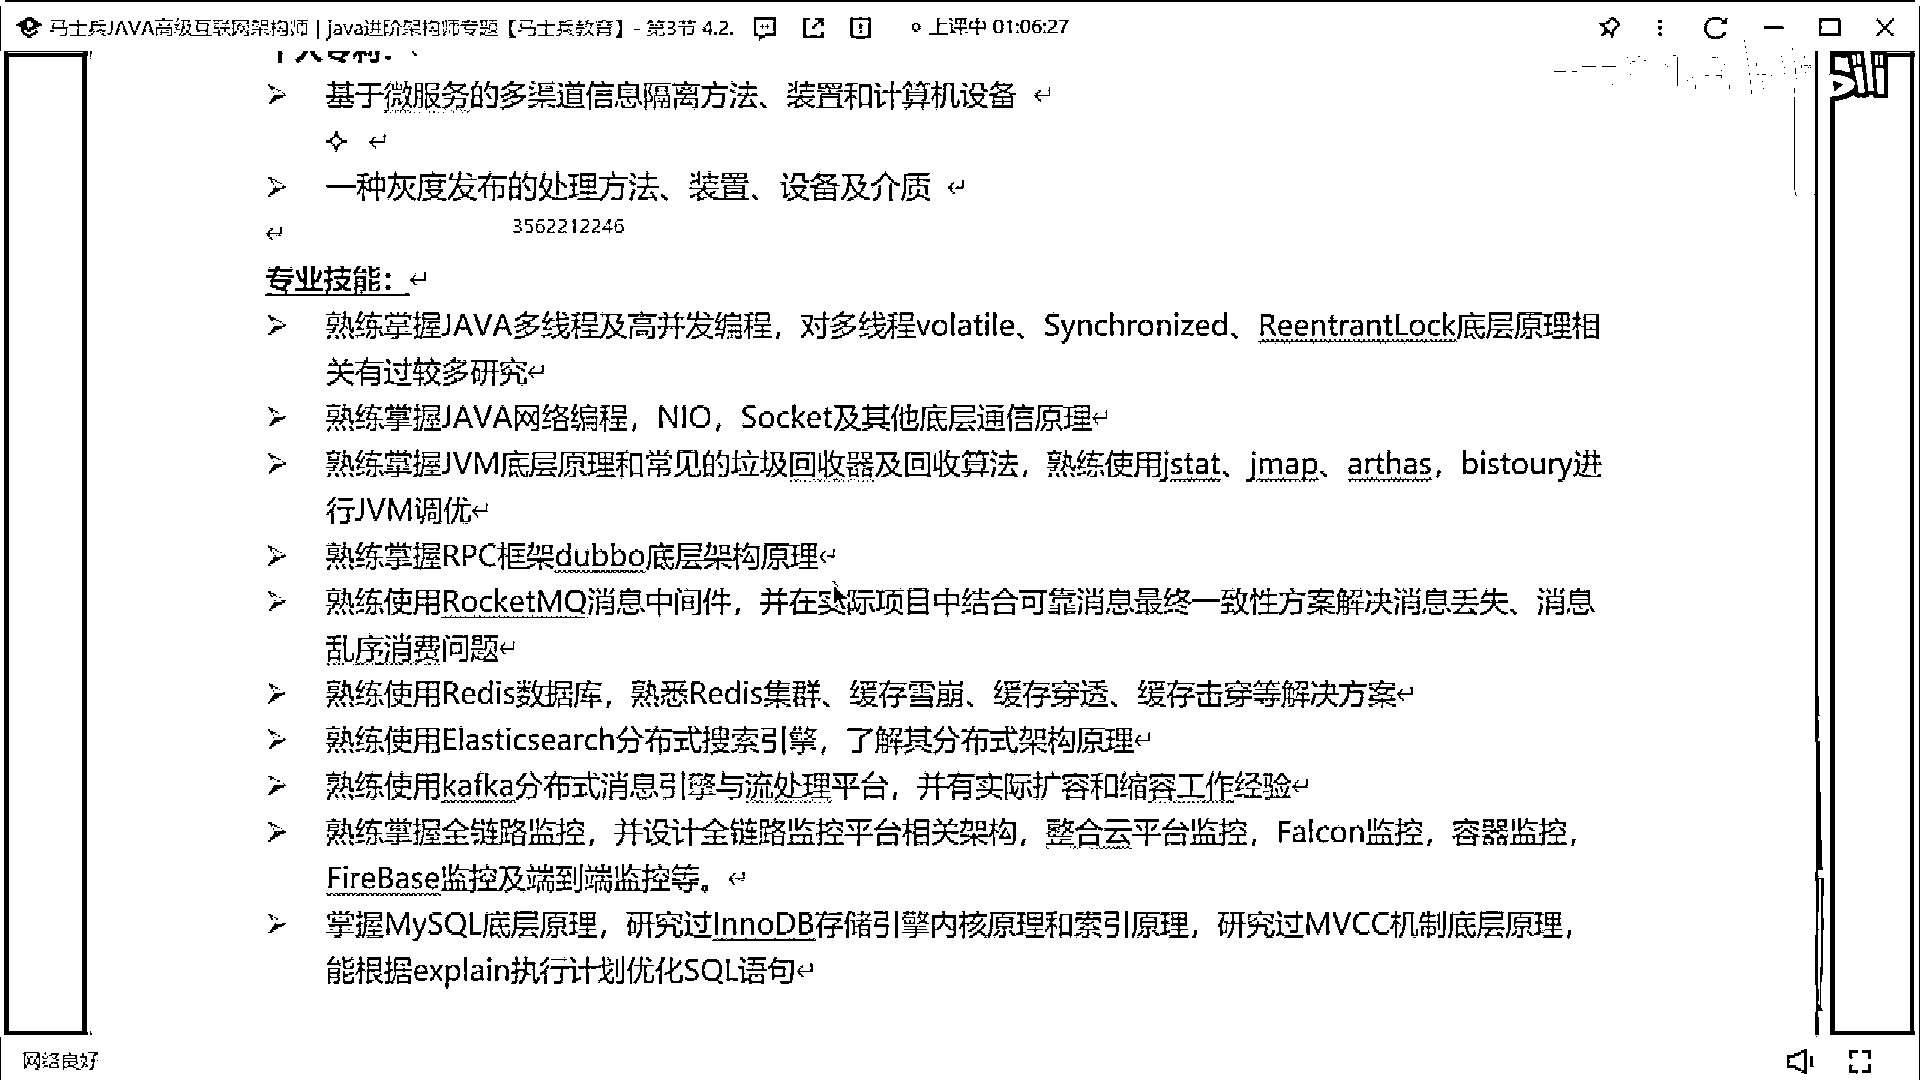 马士兵JAVA高级互联网架构师 | java进阶架构师专题【马士兵教育】- 第3节 4.2. 上课中 01:06:27
个人专利：
基于微服务的多渠道信息隔离方法、装置和计算机设备
一种灰度发布的处理方法、装置、设备及介质
3562212246
专业技能：
熟练掌握JAVA多线程及高并发编程，对多线程volatile、Synchronized、ReentrantLock底层原理相
关有过较多研究
熟练掌握JAVA网络编程，NIO，Socket及其他底层通信原理
熟练掌握JVM底层原理和常见的垃圾回收器及回收算法，熟练使用jstat、jmap、arthas，bistoury进
行JVM调优
熟练掌握RPC框架dubbo底层架构原理
熟练使用RocketMQ消息中间件，并在实际项目中结合可靠消息最终一致性方案解决消息丢失、消息
乱序消费问题
熟练使用Redis数据库，熟悉Redis集群、缓存雪崩、缓存穿透、缓存击穿等解决方案
熟练使用Elasticsearch分布式搜索引擎，了解其分布式架构原理
熟练使用kafka分布式消息引擎与流处理平台，并有实际扩容和缩容工作经验
熟练掌握全链路监控，并设计全链路监控平台相关架构，整合云平台监控，Falcon监控，容器监控，
FireBase监控及端到端监控等。
掌握MySQL底层原理，研究过InnoDB存储引擎内核原理和索引原理，研究过MVCC机制底层原理，
能根据explain执行计划优化SQL语句
网络良好